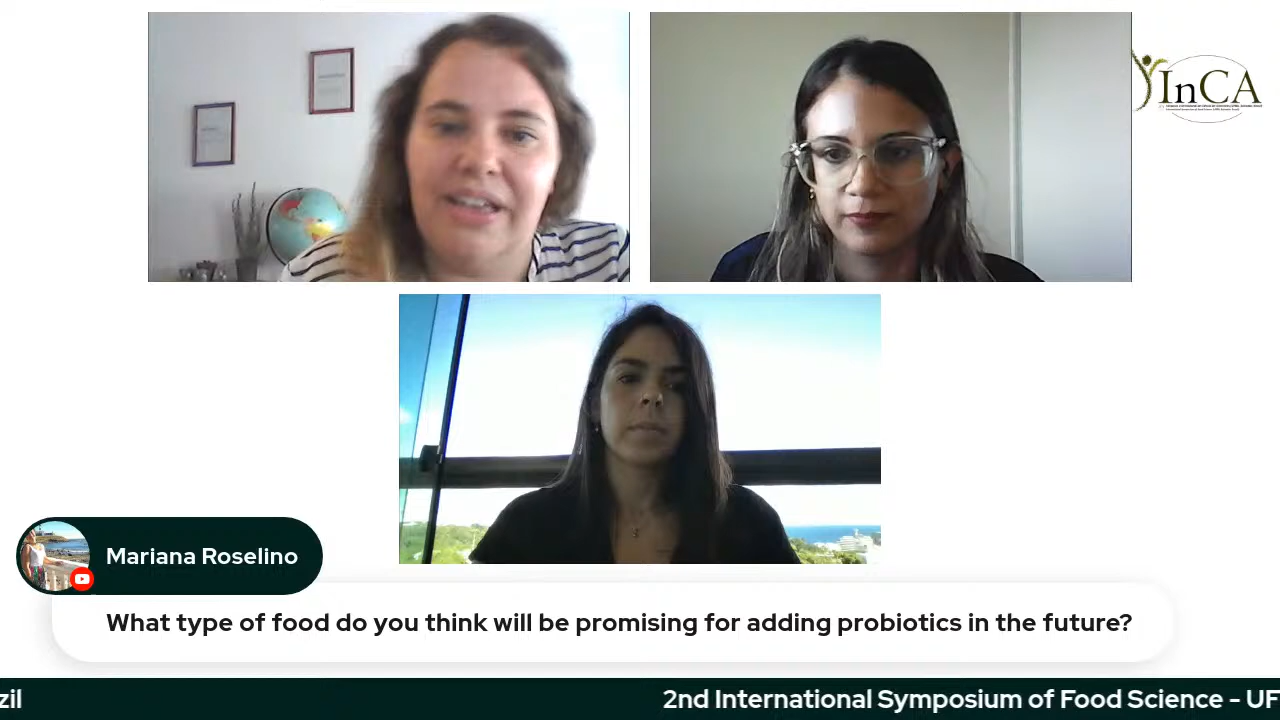 InCA
Mariana Roselino
What type of food do you think will be promising for adding probiotics in the future?
zil
2nd International Symposium of Food Science - UF